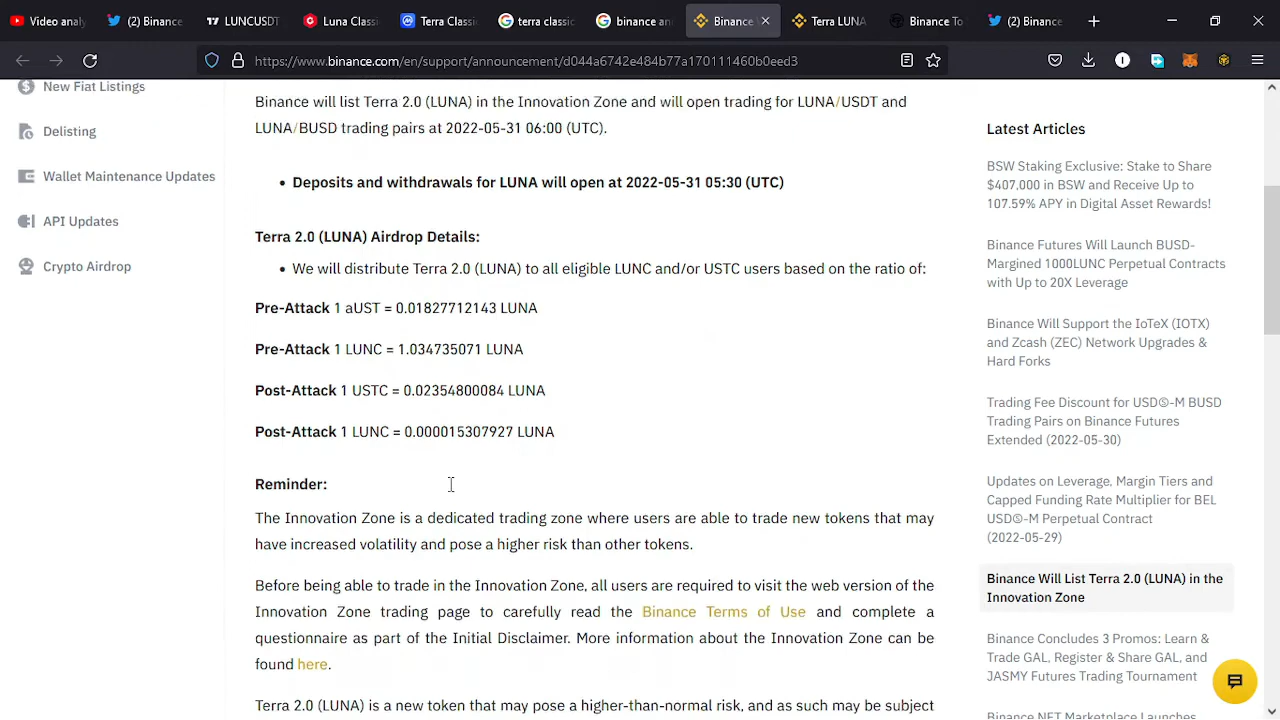 Video analy
(2) Binance
LUNCUSDT
Luna Classi
Terra Classi
terra classic
binance an
Binance
Terra LUNA
Binance To
(2) Binance
https://www.binance.com/en/support/announcement/d044a6742e484b77a170111460b0eed3
New Fiat Listings
Delisting
Wallet Maintenance Updates
API Updates
Crypto Airdrop
Binance will list Terra 2.0 (LUNA) in the Innovation Zone and will open trading for LUNA/USDT and
LUNA/BUSD trading pairs at 2022-05-31 06:00 (UTC).
• Deposits and withdrawals for LUNA will open at 2022-05-31 05:30 (UTC)
Terra 2.0 (LUNA) Airdrop Details:
• We will distribute Terra 2.0 (LUNA) to all eligible LUNC and/or USTC users based on the ratio of:
Pre-Attack 1 aUST = 0.01827712143 LUNA
Pre-Attack 1 LUNC = 1.034735071 LUNA
Post-Attack 1 USTC = 0.02354800084 LUNA
Post-Attack 1 LUNC = 0.000015307927 LUNA
Reminder:
The Innovation Zone is a dedicated trading zone where users are able to trade new tokens that may
have increased volatility and pose a higher risk than other tokens.
Before being able to trade in the Innovation Zone, all users are required to visit the web version of the
Innovation Zone trading page to carefully read the Binance Terms of Use and complete a
questionnaire as part of the Initial Disclaimer. More information about the Innovation Zone can be
found here.
Terra 2.0 (LUNA) is a new token that may pose a higher-than-normal risk, and as such may be subject
Latest Articles
BSW Staking Exclusive: Stake to Share
$407,000 in BSW and Receive Up to
107.59% APY in Digital Asset Rewards!
Binance Futures Will Launch BUSD-
Margined 1000LUNC Perpetual Contracts
with Up to 20X Leverage
Binance Will Support the IoTeX (IOTX)
and Zcash (ZEC) Network Upgrades &
Hard Forks
Trading Fee Discount for USDⓈ-M BUSD
Trading Pairs on Binance Futures
Extended (2022-05-30)
Updates on Leverage, Margin Tiers and
Capped Funding Rate Multiplier for BEL
USDⓈ-M Perpetual Contract
(2022-05-29)
Binance Will List Terra 2.0 (LUNA) in the
Innovation Zone
Binance Concludes 3 Promos: Learn &
Trade GAL, Register & Share GAL, and
JASMY Futures Trading Tournament
Binance NFT Marketplace Launches